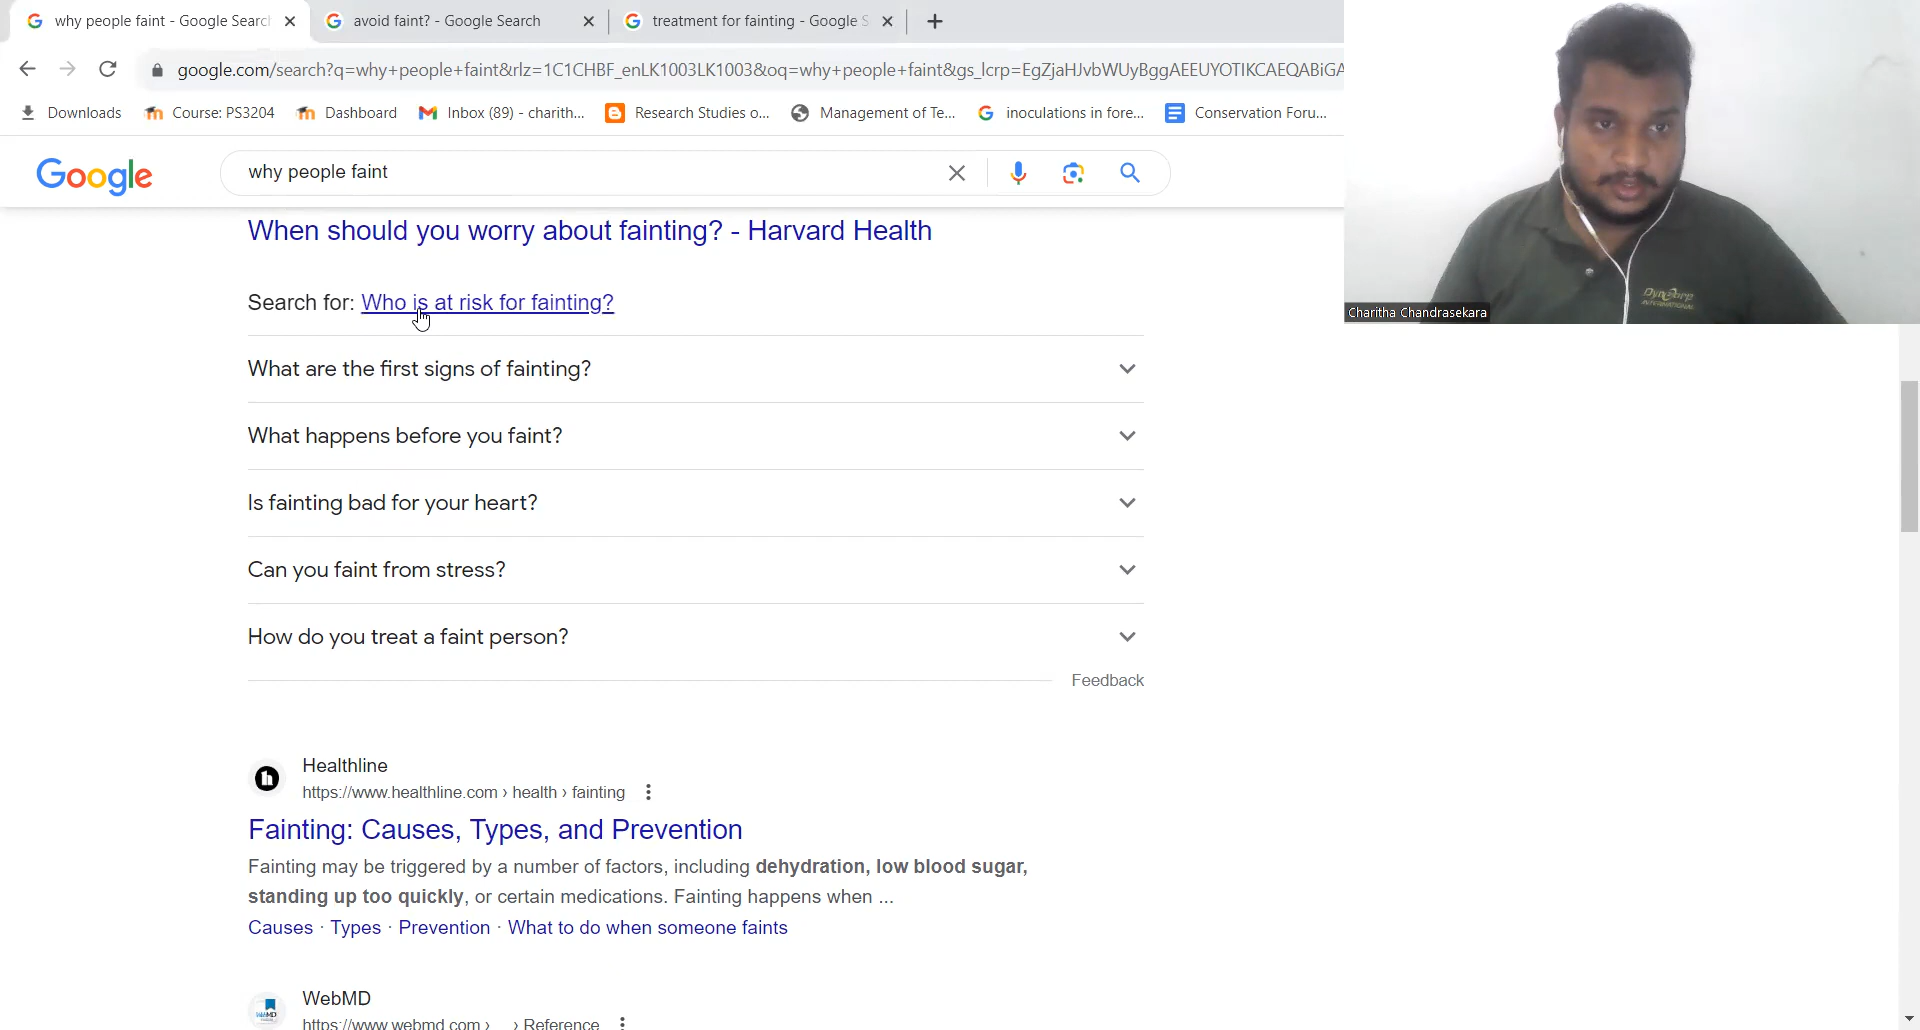 why people faint - Google Search
avoid faint? - Google Search
treatment for fainting - Google S
google.com/search?q=why+people+faint&rlz=1C1CHBF_enLK1003LK1003&oq=why+people+faint&gs_lcrp=EgZjaHJvbWUyBggAEEUYOTIKCAEQABiGA
Downloads
Course: PS3204
Dashboard
Inbox (89) - charith...
Research Studies o...
Management of Te...
inoculations in fore...
Conservation Foru...
Google
why people faint
When should you worry about fainting? - Harvard Health
Search for: Who is at risk for fainting?
What are the first signs of fainting?
What happens before you faint?
Is fainting bad for your heart?
Can you faint from stress?
How do you treat a faint person?
Feedback
Healthline
https://www.healthline.com › health › fainting
Fainting: Causes, Types, and Prevention
Fainting may be triggered by a number of factors, including dehydration, low blood sugar,
standing up too quickly, or certain medications. Fainting happens when ...
Causes · Types · Prevention · What to do when someone faints
WebMD
https://www.webmd.com › ... › Reference
Charitha Chandrasekara